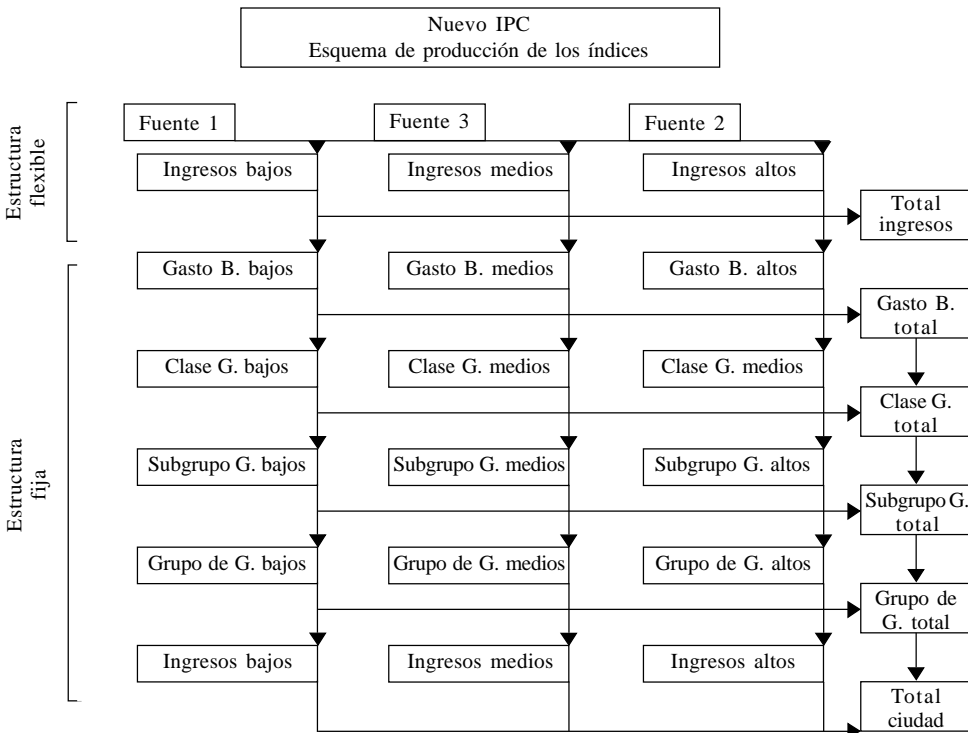 Nuevo IPC
Esquema de producción de los índices
Estructura
flexible
Fuente 1
Fuente 3
Fuente 2
Ingresos bajos
Ingresos medios
Ingresos altos
Total
ingresos
Estructura
fija
Gasto B. bajos
Gasto B. medios
Gasto B. altos
Gasto B.
total
Clase G. bajos
Clase G. medios
Clase G. medios
Clase G.
total
Subgrupo G. bajos
Subgrupo G. medios
Subgrupo G. altos
Subgrupo G.
total
Grupo de G. bajos
Grupo de G. medios
Grupo de G. altos
Grupo de
G. total
Ingresos bajos
Ingresos medios
Ingresos altos
Total
ciudad